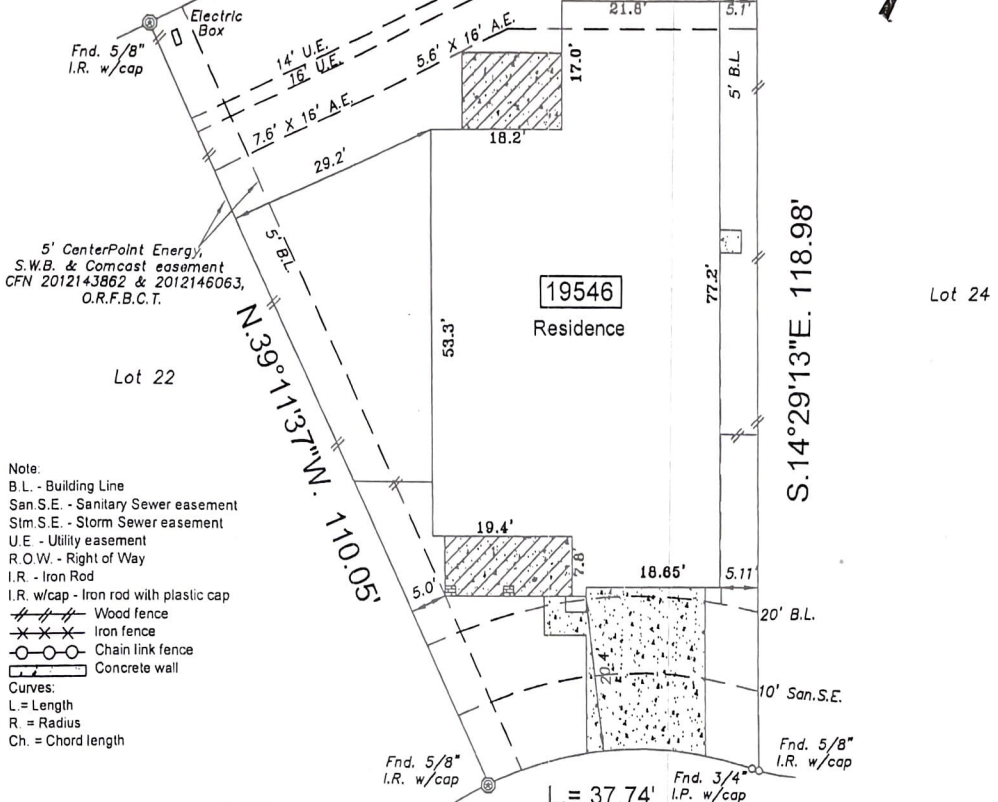 21.8'
5.1'
Electric
Box
Fnd. 5/8"
I.R. w/cap
14' U.E.
16' U.E.
5.6' X 16' A.E.
17.0'
5' B.L.
7.6' X 16' A.E.
18.2'
29.2'
5' CenterPoint Energy,
S.W.B. & Comcast easement
CFN 2012143862 & 2012146063,
O.R.F.B.C.T.
5' B.L.
19546
Residence
77.2'
53.3'
S.14°29'13"E. 118.98'
Lot 24
Lot 22
N.39°11'37"W. 110.05'
Note:
B.L. - Building Line
San.S.E. - Sanitary Sewer easement
Stm.S.E. - Storm Sewer easement
U.E. - Utility easement
R.O.W. - Right of Way
I.R. - Iron Rod
I.R. w/cap - Iron rod with plastic cap
Wood fence
Iron fence
Chain link fence
Concrete wall
Curves:
L.= Length
R. = Radius
Ch. = Chord length
19.4'
7.8'
18.65'
5.11'
5.0'
20' B.L.
20.4
10' San.S.E.
Fnd. 5/8"
I.R. w/cap
L.= 37.74'
Fnd. 3/4"
I.P. w/cap
Fnd. 5/8"
I.R. w/cap